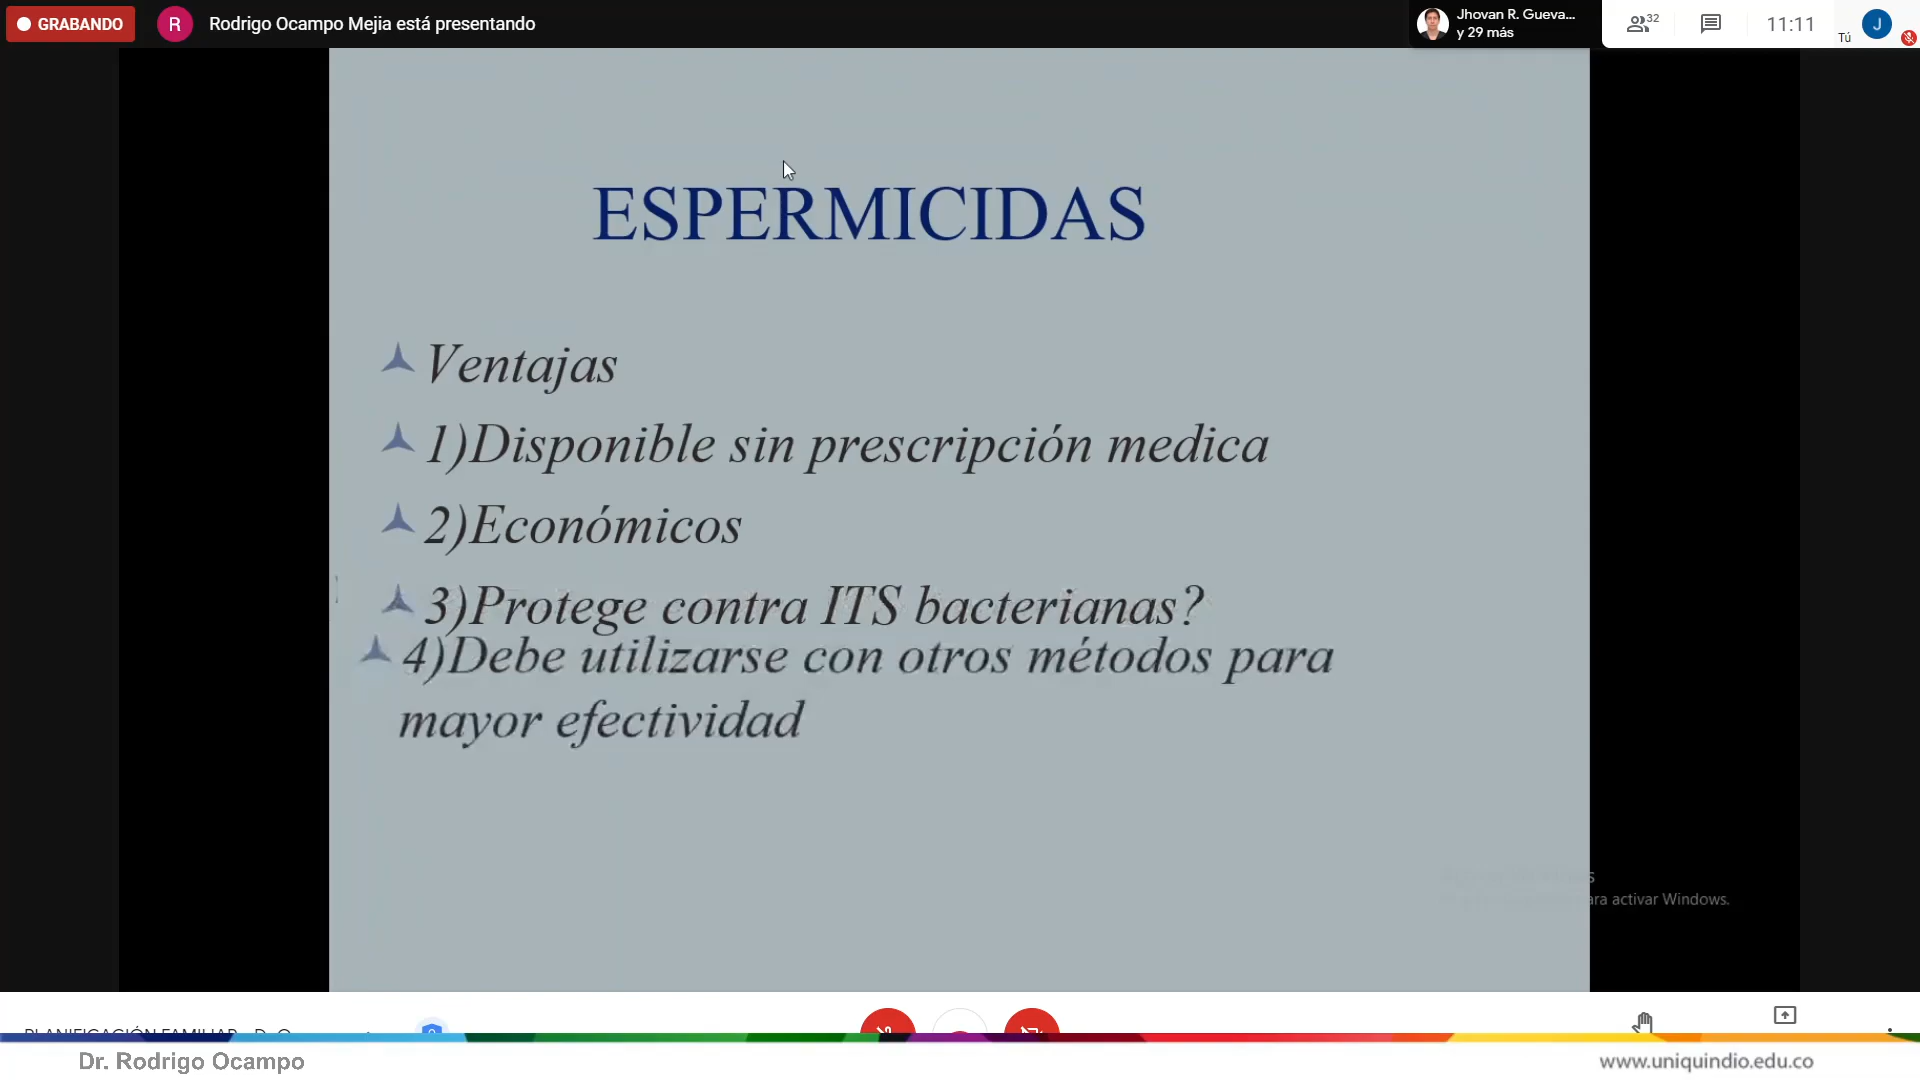 GRABANDO
R
Rodrigo Ocampo Mejia está presentando
Jhovan R. Gueva...
y 29 más
32
11:11
Tú
J
ESPERMICIDAS
Ventajas
1)Disponible sin prescripción medica
2)Económicos
3)Protege contra ITS bacterianas?
4)Debe utilizarse con otros métodos para
mayor efectividad
para activar Windows.
PLANIFICACIÓN FAMILIAR
Dr. Rodrigo Ocampo
www.uniquindio.edu.co